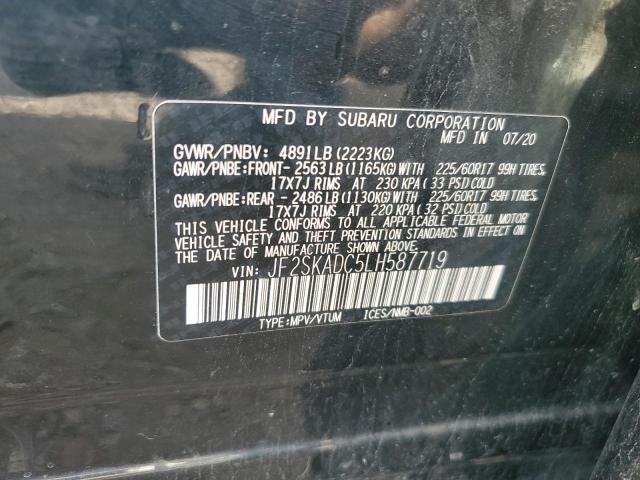 MFD BY SUBARU CORPORATION
MFD IN 07/20
GVWR/PNBV: 4891LB(2223KG)
GAWR/PNBE:FRONT- 2563LB(1165KG)WITH 225/60R17 99H TIRES,
17X7J RIMS AT 230 KPA(33 PSI)COLD
GAWR/PNBE:REAR - 2486LB(1130KG)WITH 225/60R17 99H TIRES,
17X7J RIMS AT 220 KPA(32 PSI)COLD
THIS VEHICLE CONFORMS TO ALL APPLICABLE FEDERAL MOTOR
VEHICLE SAFETY AND THEFT PREVENTION STANDARDS IN EFFECT ON
THE DATE OF MANUFACTURE SHOWN ABOVE.
VIN: JF2SKADC5LH587719
TYPE:MPV/VTUM ICES/NMB-002